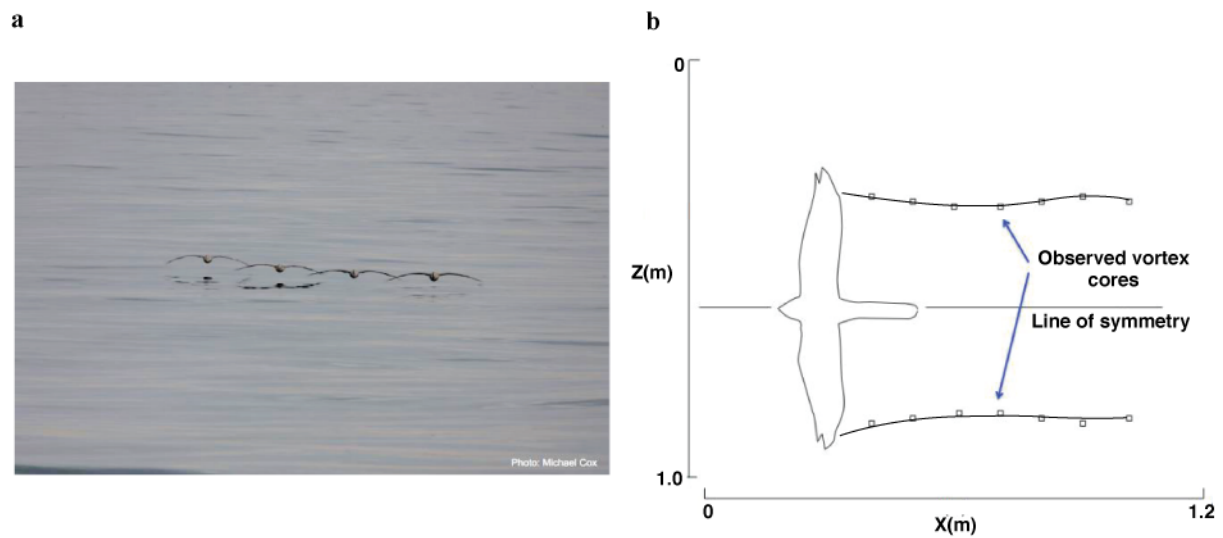 a
b
Photo: Michael Cox
0
Z(m)
Observed vortex
cores
Line of symmetry
1.0
0
1.2
X(m)